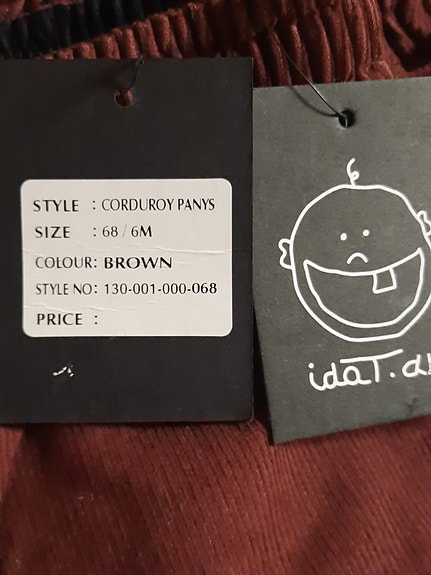 STYLE : CORDUROY PANYS
SIZE : 68 / 6M
COLOUR: BROWN
STYLE NO: 130-001-000-068
PRICE :
idaT.d